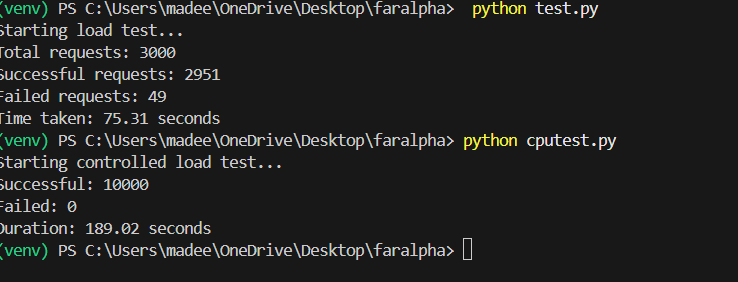 (venv) PS C:\Users\madee\OneDrive\Desktop\faralpha>  python test.py
Starting load test...
Total requests: 3000
Successful requests: 2951
Failed requests: 49
Time taken: 75.31 seconds
(venv) PS C:\Users\madee\OneDrive\Desktop\faralpha> python cputest.py
Starting controlled load test...
Successful: 10000
Failed: 0
Duration: 189.02 seconds
(venv) PS C:\Users\madee\OneDrive\Desktop\faralpha>